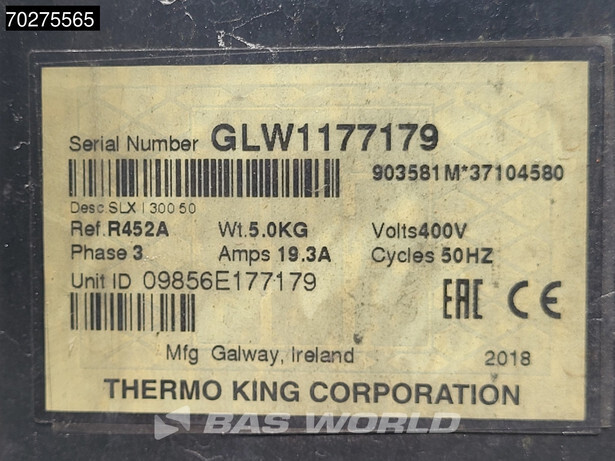 70275565
Serial Number GLW1177179
903581M*37104580
Desc.SLX I 300 50
Ref.R452A Wt.5.0KG Volts400V
Phase 3 Amps 19.3A Cycles 50HZ
Unit ID 09856E177179
EAC CE
Mfg Galway, Ireland 2018
THERMO KING CORPORATION
BAS WORLD